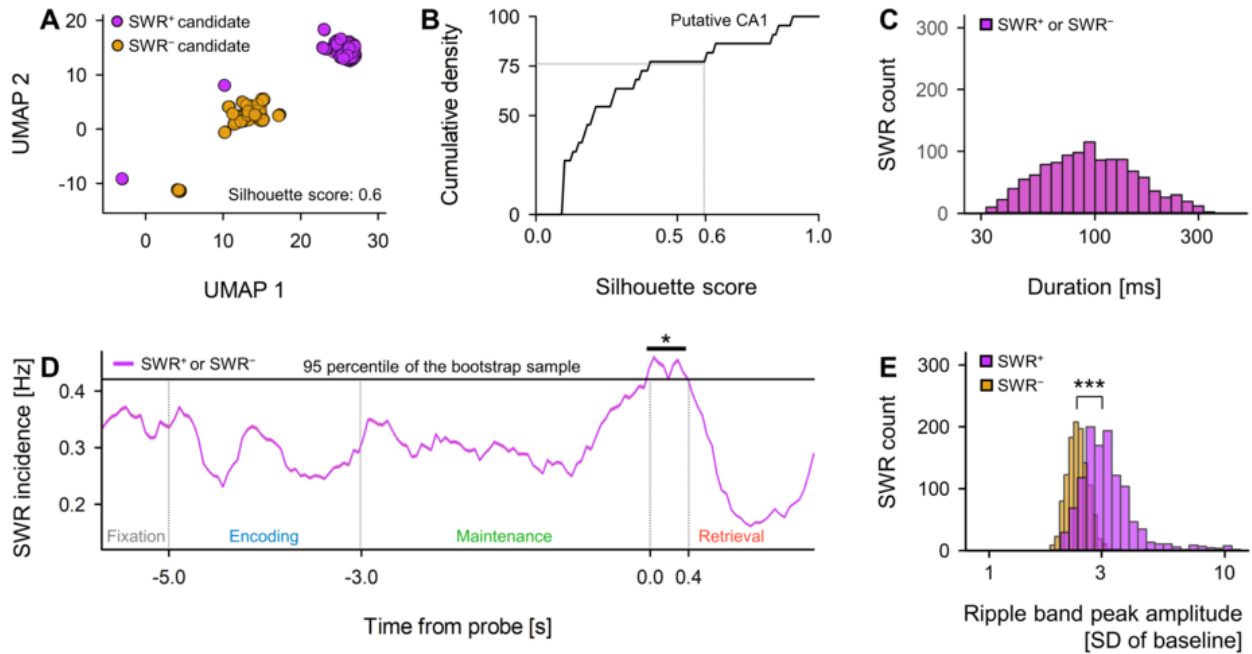 A
SWR⁺ candidate
SWR⁻ candidate
20
10
0
-10
UMAP 2
Silhouette score: 0.6
0
10
20
30
UMAP 1
B
Putative CA1
100
75
50
0
Cumulative density
0.0
0.5
0.6
1.0
Silhouette score
C
SWR⁺ or SWR⁻
300
200
100
0
SWR count
30
100
300
Duration [ms]
D
SWR⁺ or SWR⁻
95 percentile of the bootstrap sample
*
0.4
0.3
0.2
SWR incidence [Hz]
Fixation
Encoding
Maintenance
Retrieval
-5.0
-3.0
0.0
0.4
Time from probe [s]
E
SWR⁺
SWR⁻
***
300
200
100
0
SWR count
1
3
10
Ripple band peak amplitude
[SD of baseline]